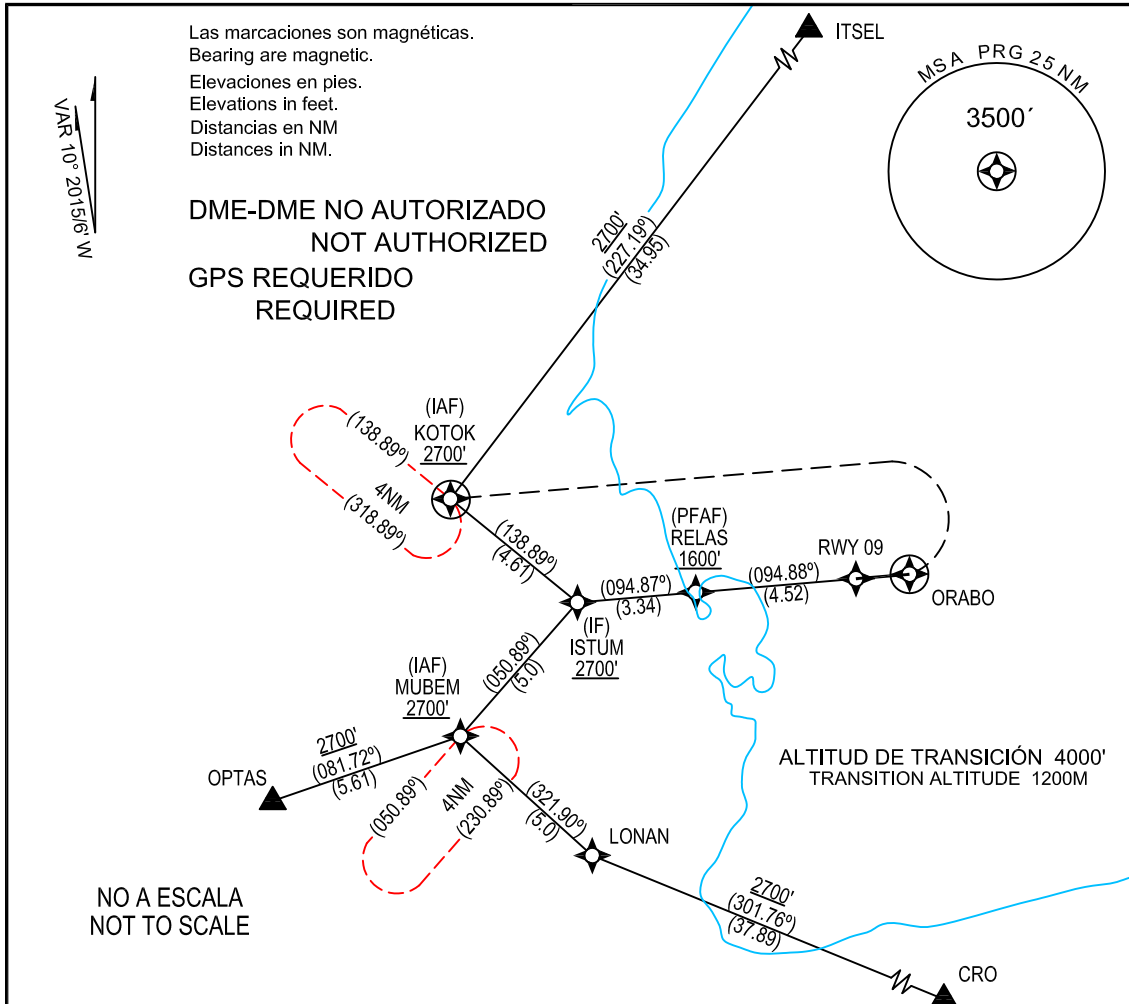 Las marcaciones son magnéticas.
Bearing are magnetic.
Elevaciones en pies.
Elevations in feet.
Distancias en NM
Distances in NM.
VAR 10° 2015/6' W
DME-DME NO AUTORIZADO
NOT AUTHORIZED
GPS REQUERIDO
REQUIRED
ITSEL
MSA PRG 25 NM
3500´
2700'
(227.19º)
(34.95)
(IAF)
KOTOK
2700'
(138.89º)
4NM
(318.89º)
(138.89º)
(4.61)
(PFAF)
RELAS
1600'
RWY 09
ORABO
(094.87º)
(3.34)
(094.88º)
(4.52)
(IF)
ISTUM
2700'
(050.89º)
(5.0)
(IAF)
MUBEM
2700'
2700'
(081.72º)
(5.61)
OPTAS
(050.89º)
4NM
(230.89º)
(321.90º)
(5.0)
LONAN
ALTITUD DE TRANSICIÓN 4000'
TRANSITION ALTITUDE 1200M
2700'
(301.76º)
(37.89)
CRO
NO A ESCALA
NOT TO SCALE